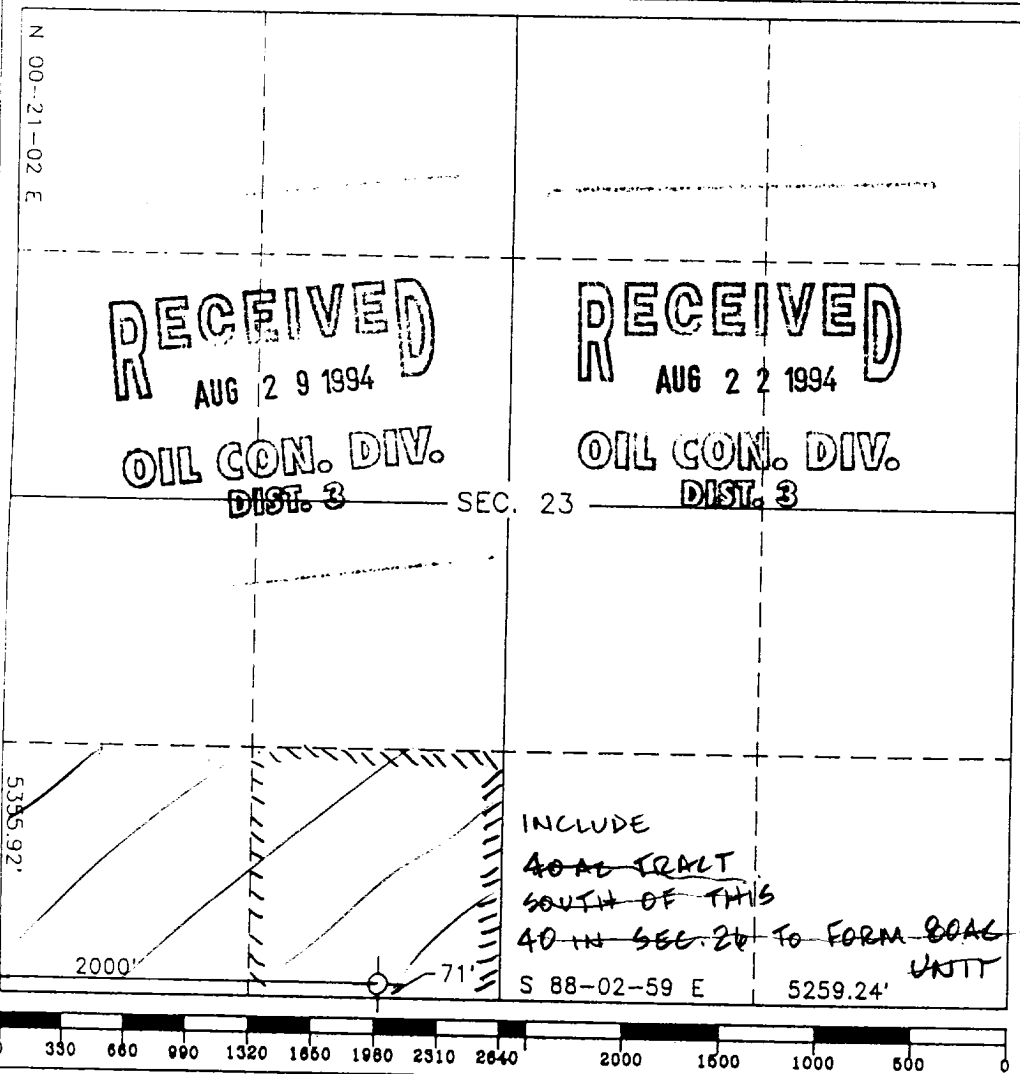 N 00-21-02 E
RECEIVED
AUG 29 1994
OIL CON. DIV.
DIST. 3
RECEIVED
AUG 22 1994
OIL CON. DIV.
DIST. 3
SEC. 23
5355.92'
INCLUDE
40 AC TRACT
SOUTH OF THIS
40 IN SEC. 26 TO FORM 80AC
UNIT
2000'
71'
S 88-02-59 E
5259.24'
330 660 990 1320 1650 1980 2310 2640 2000 1500 1000 500 0